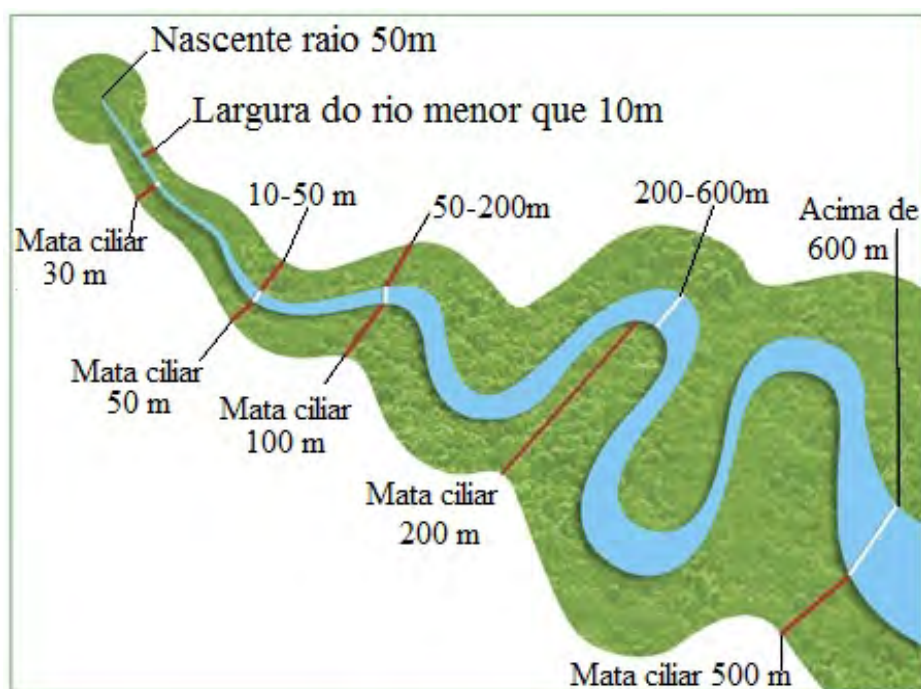 Nascente raio 50m
Largura do rio menor que 10m
10-50 m
50-200m
200-600m
Acima de
600 m
Mata ciliar
30 m
Mata ciliar
50 m
Mata ciliar
100 m
Mata ciliar
200 m
Mata ciliar 500 m